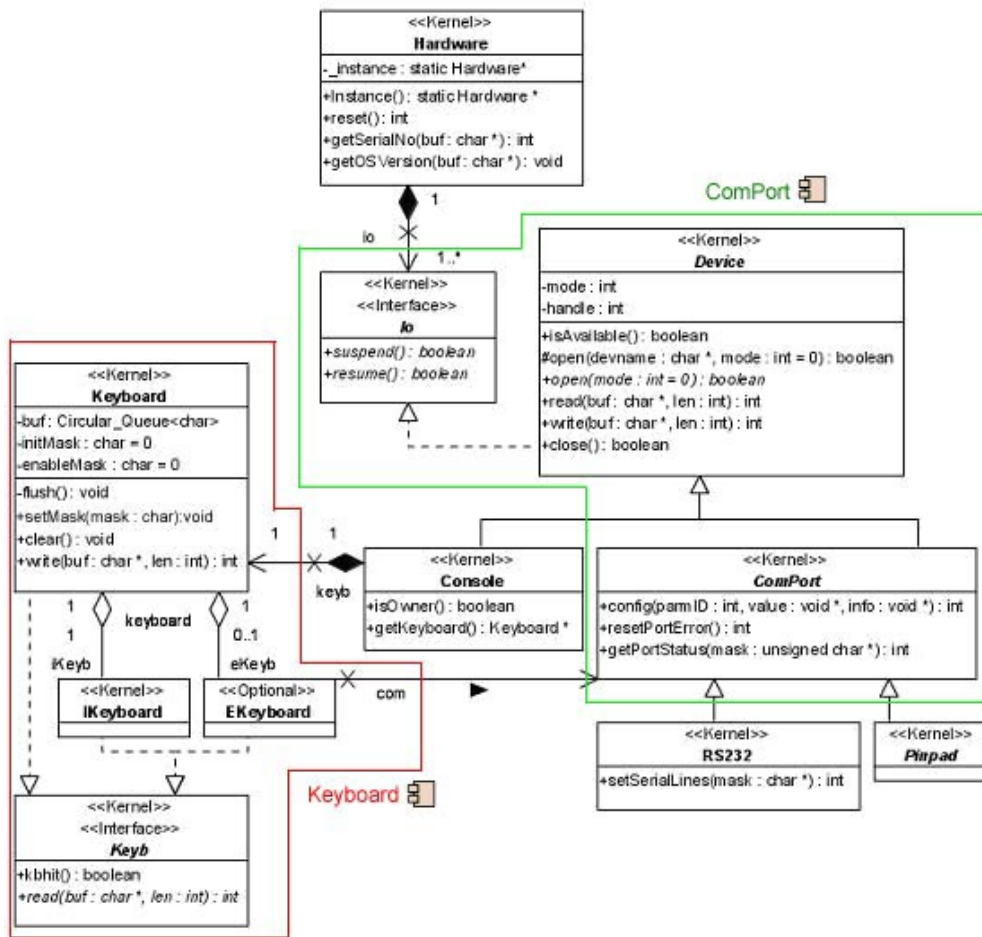 <<Kernel>>
Hardware
-_instance : static Hardware*
+Instance() : static Hardware *
+reset() : int
+getSerialNo(buf : char *) : int
+getOSVersion(buf : char*) : void
1
io
1..*
ComPort
<<Kernel>>
<<Interface>>
Io
+suspend() : boolean
+resume() : boolean
<<Kernel>>
Device
-mode : int
-handle : int
+isAvailable() : boolean
#open(devname : char *, mode : int = 0) : boolean
+open(mode : int = 0) : boolean
+read(buf : char *, len : int) : int
+write(buf : char *, len : int) : int
+close() : boolean
<<Kernel>>
Keyboard
-buf: Circular_Queue<char>
-initMask : char = 0
-enableMask : char = 0
-flush() : void
+setMask(mask : char):void
+clear() : void
+write(buf : char *, len : int) : int
1
1
keyb
<<Kernel>>
Console
+isOwner() : boolean
+getKeyboard() : Keyboard *
<<Kernel>>
ComPort
+config(parmID : int, value : void *, info : void *) : int
+resetPortError() : int
+getPortStatus(mask : unsigned char *) : int
1
keyboard
1
1
0..1
iKeyb
eKeyb
<<Kernel>>
IKeyboard
<<Optional>>
EKeyboard
com
<<Kernel>>
RS232
+setSerialLines(mask : char *) : int
<<Kernel>>
Pinpad
Keyboard
<<Kernel>>
<<Interface>>
Keyb
+kbhit() : boolean
+read(buf : char *, len : int) : int